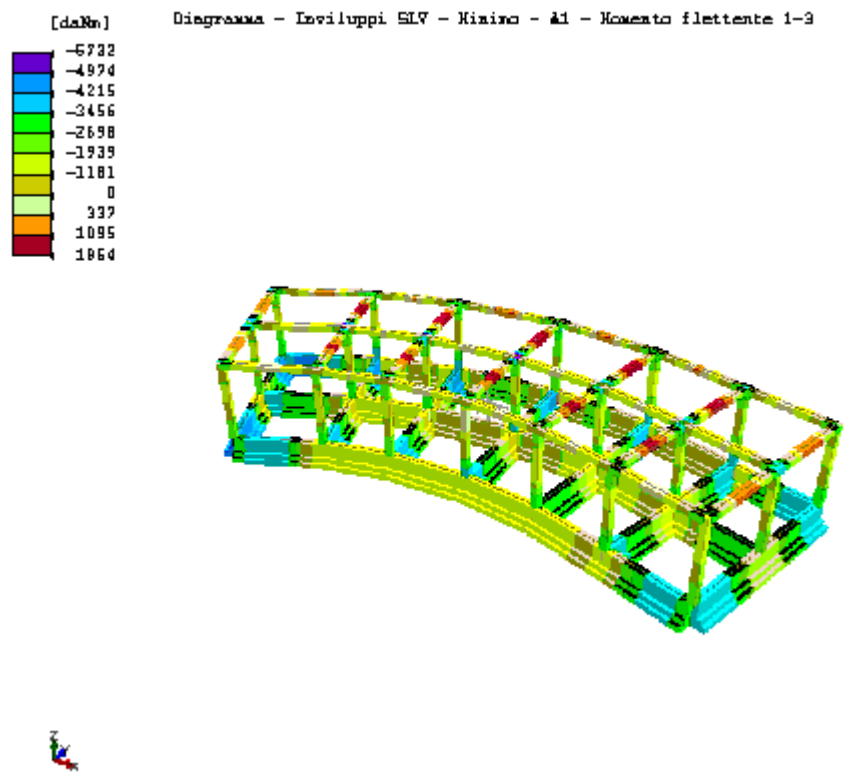 [daNm]
Diagramma - Inviluppi SLV - Minimo - A1 - Momento flettente 1-3
-5732
-4974
-4215
-3456
-2698
-1939
-1181
0
337
1095
1854
Z
Y
X